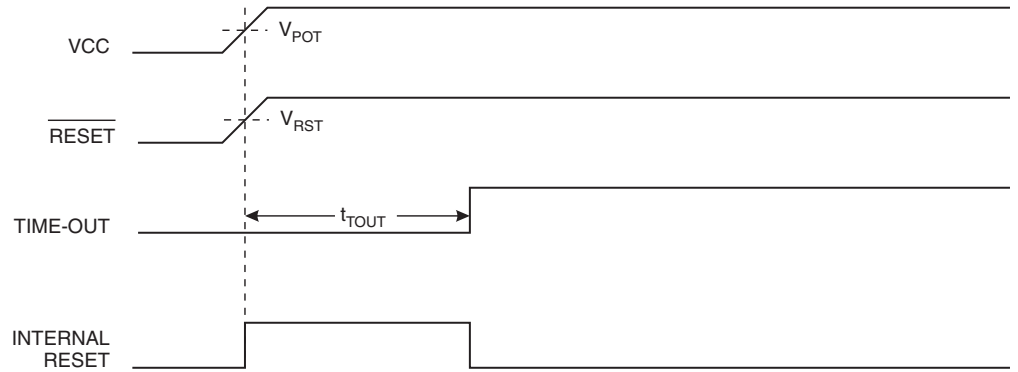 VCC
VPOT
RESET
VRST
TIME-OUT
tTOUT
INTERNAL
RESET